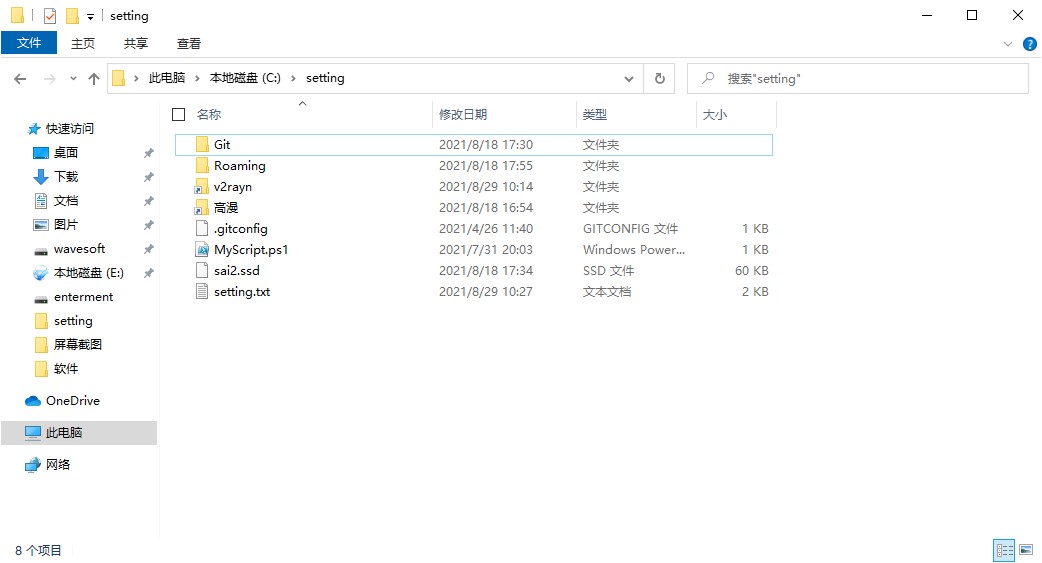 setting
文件 主页 共享 查看
此电脑 本地磁盘 (C:) setting 搜索"setting"
名称 修改日期 类型 大小
快速访问
桌面
下载
文档
图片
wavesoft
本地磁盘 (E:)
enterment
setting
屏幕截图
软件
OneDrive
此电脑
网络
Git 2021/8/18 17:30 文件夹
Roaming 2021/8/18 17:55 文件夹
v2rayn 2021/8/29 10:14 文件夹
高漫 2021/8/18 16:54 文件夹
.gitconfig 2021/4/26 11:40 GITCONFIG 文件 1 KB
MyScript.ps1 2021/7/31 20:03 Windows Power... 1 KB
sai2.ssd 2021/8/18 17:34 SSD 文件 60 KB
setting.txt 2021/8/29 10:27 文本文档 2 KB
8 个项目